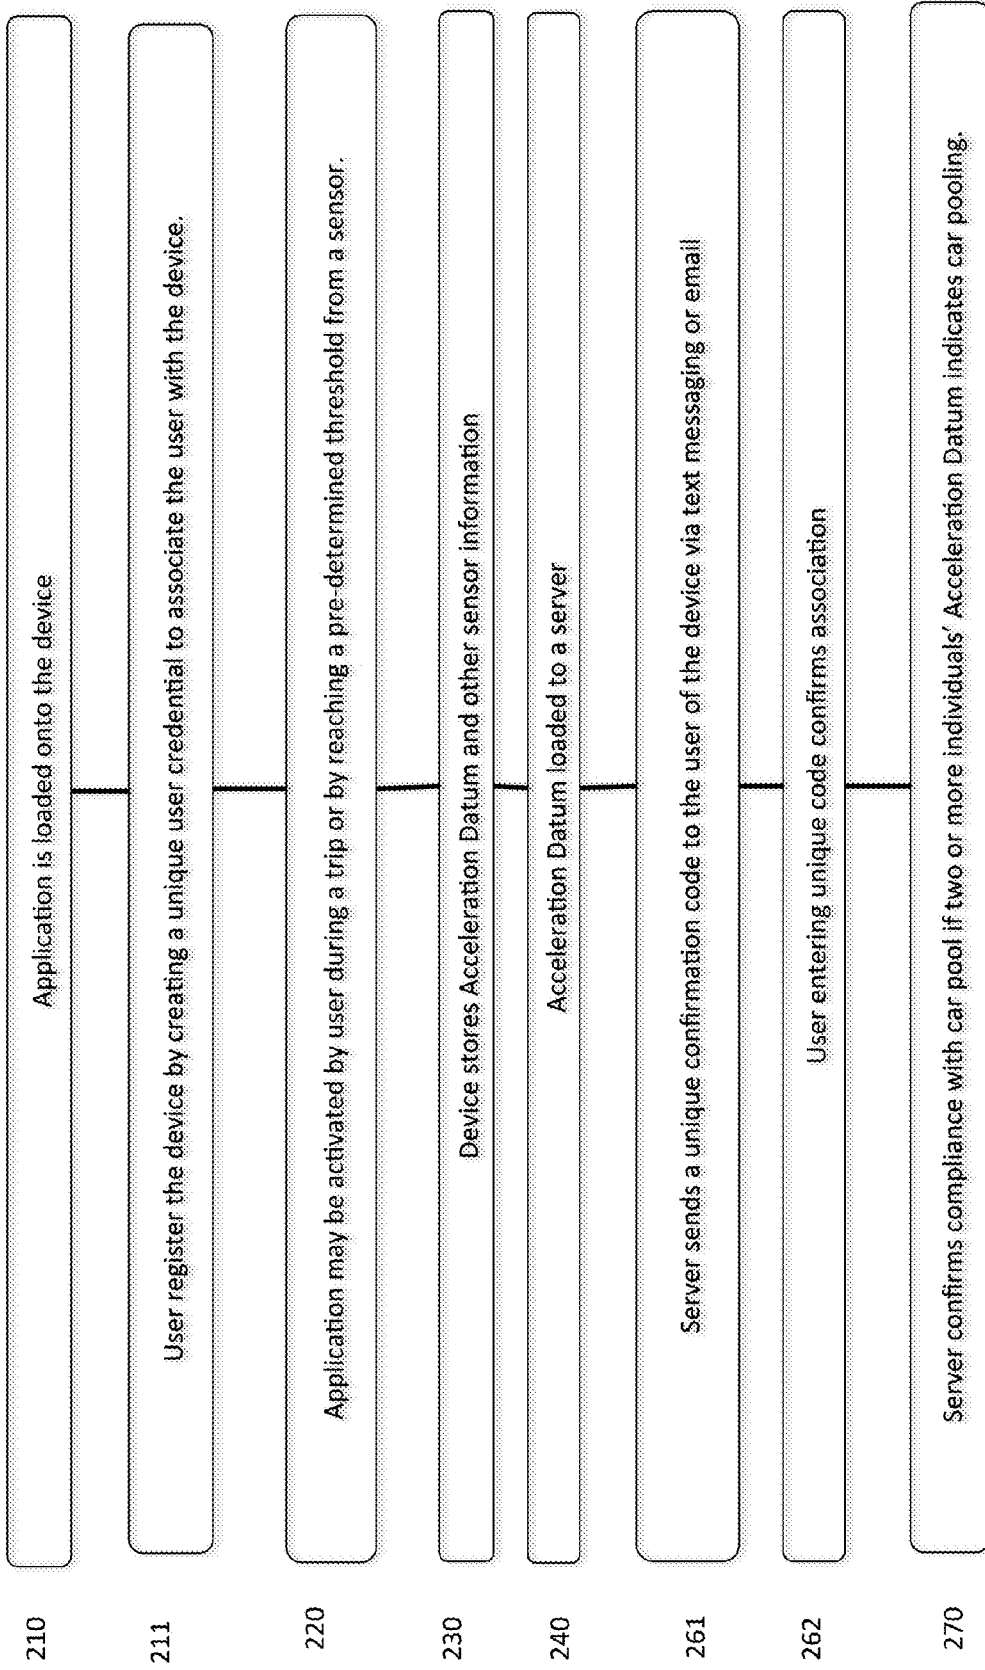 210
Application is loaded onto the device
211
User register the device by creating a unique user credential to associate the user with the device.
220
Application may be activated by user during a trip or by reaching a pre-determined threshold from a sensor.
230
Device stores Acceleration Datum and other sensor information
240
Acceleration Datum loaded to a server
261
Server sends a unique confirmation code to the user of the device via text messaging or email
262
User entering unique code confirms association
270
Server confirms compliance with car pool if two or more individuals' Acceleration Datum indicates car pooling.